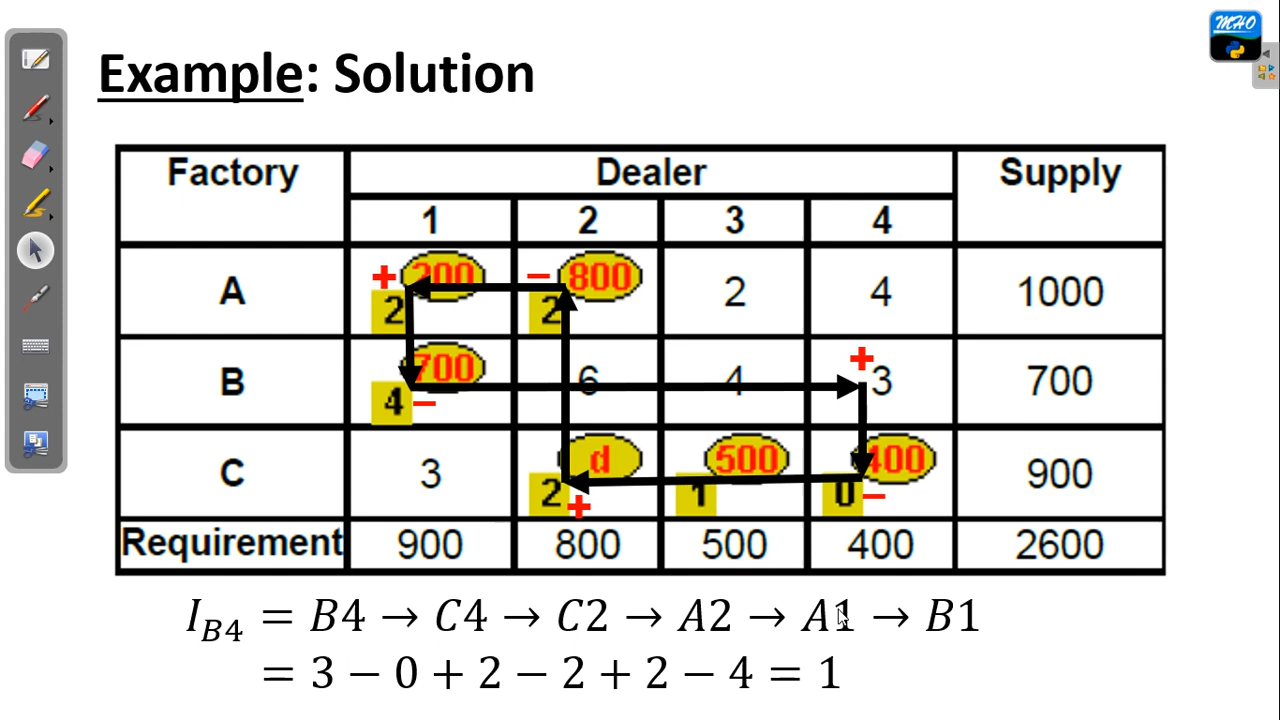 MHO
Example: Solution
Factory Dealer Supply
1 2 3 4
A + 200 2 − 800 2 2 4 1000
B 700 4 − 6 4 + 3 700
C 3 d 2 + 500 1 400 0 − 900
Requirement 900 800 500 400 2600
I_B4 = B4 → C4 → C2 → A2 → A1 → B1
= 3 − 0 + 2 − 2 + 2 − 4 = 1